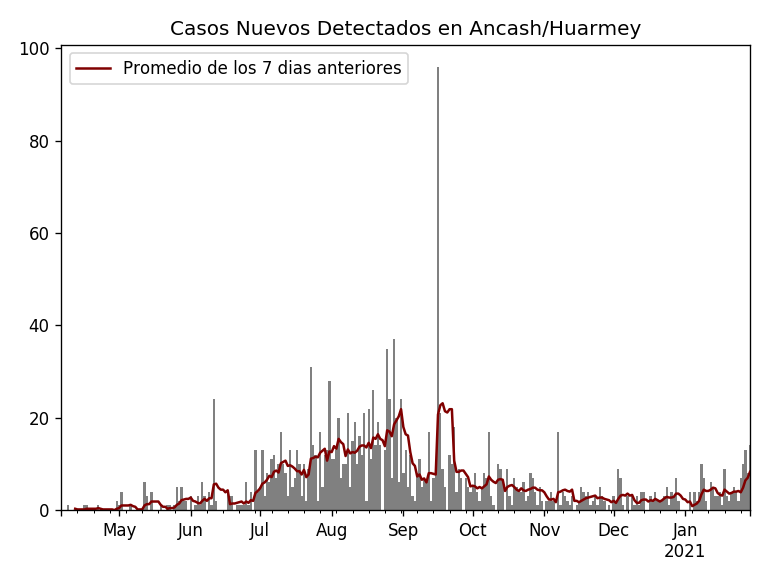 Casos Nuevos Detectados en Ancash/Huarmey
Promedio de los 7 dias anteriores
100
80
60
40
20
0
May Jun Jul Aug Sep Oct Nov Dec Jan
2021